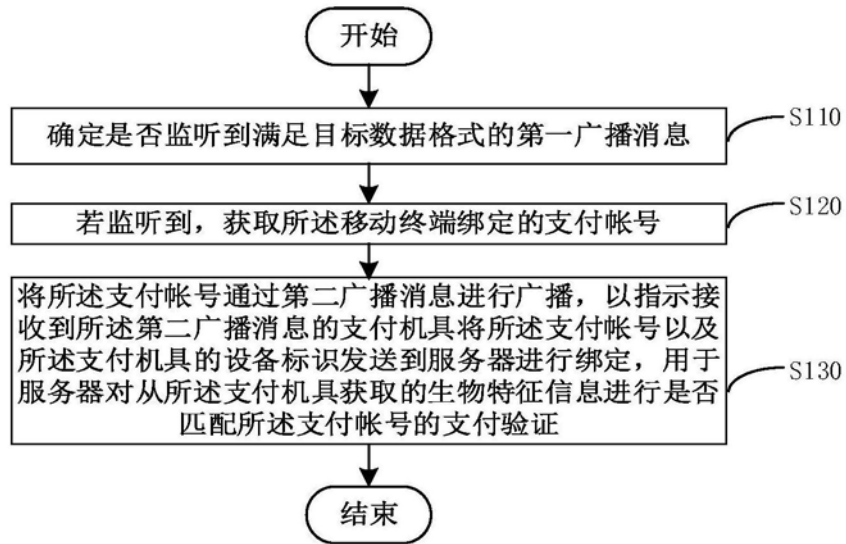 开始
确定是否监听到满足目标数据格式的第一广播消息
S110
若监听到，获取所述移动终端绑定的支付帐号
S120
将所述支付帐号通过第二广播消息进行广播，以指示接
收到所述第二广播消息的支付机具将所述支付帐号以及
所述支付机具的设备标识发送到服务器进行绑定，用于
服务器对从所述支付机具获取的生物特征信息进行是否
匹配所述支付帐号的支付验证
S130
结束